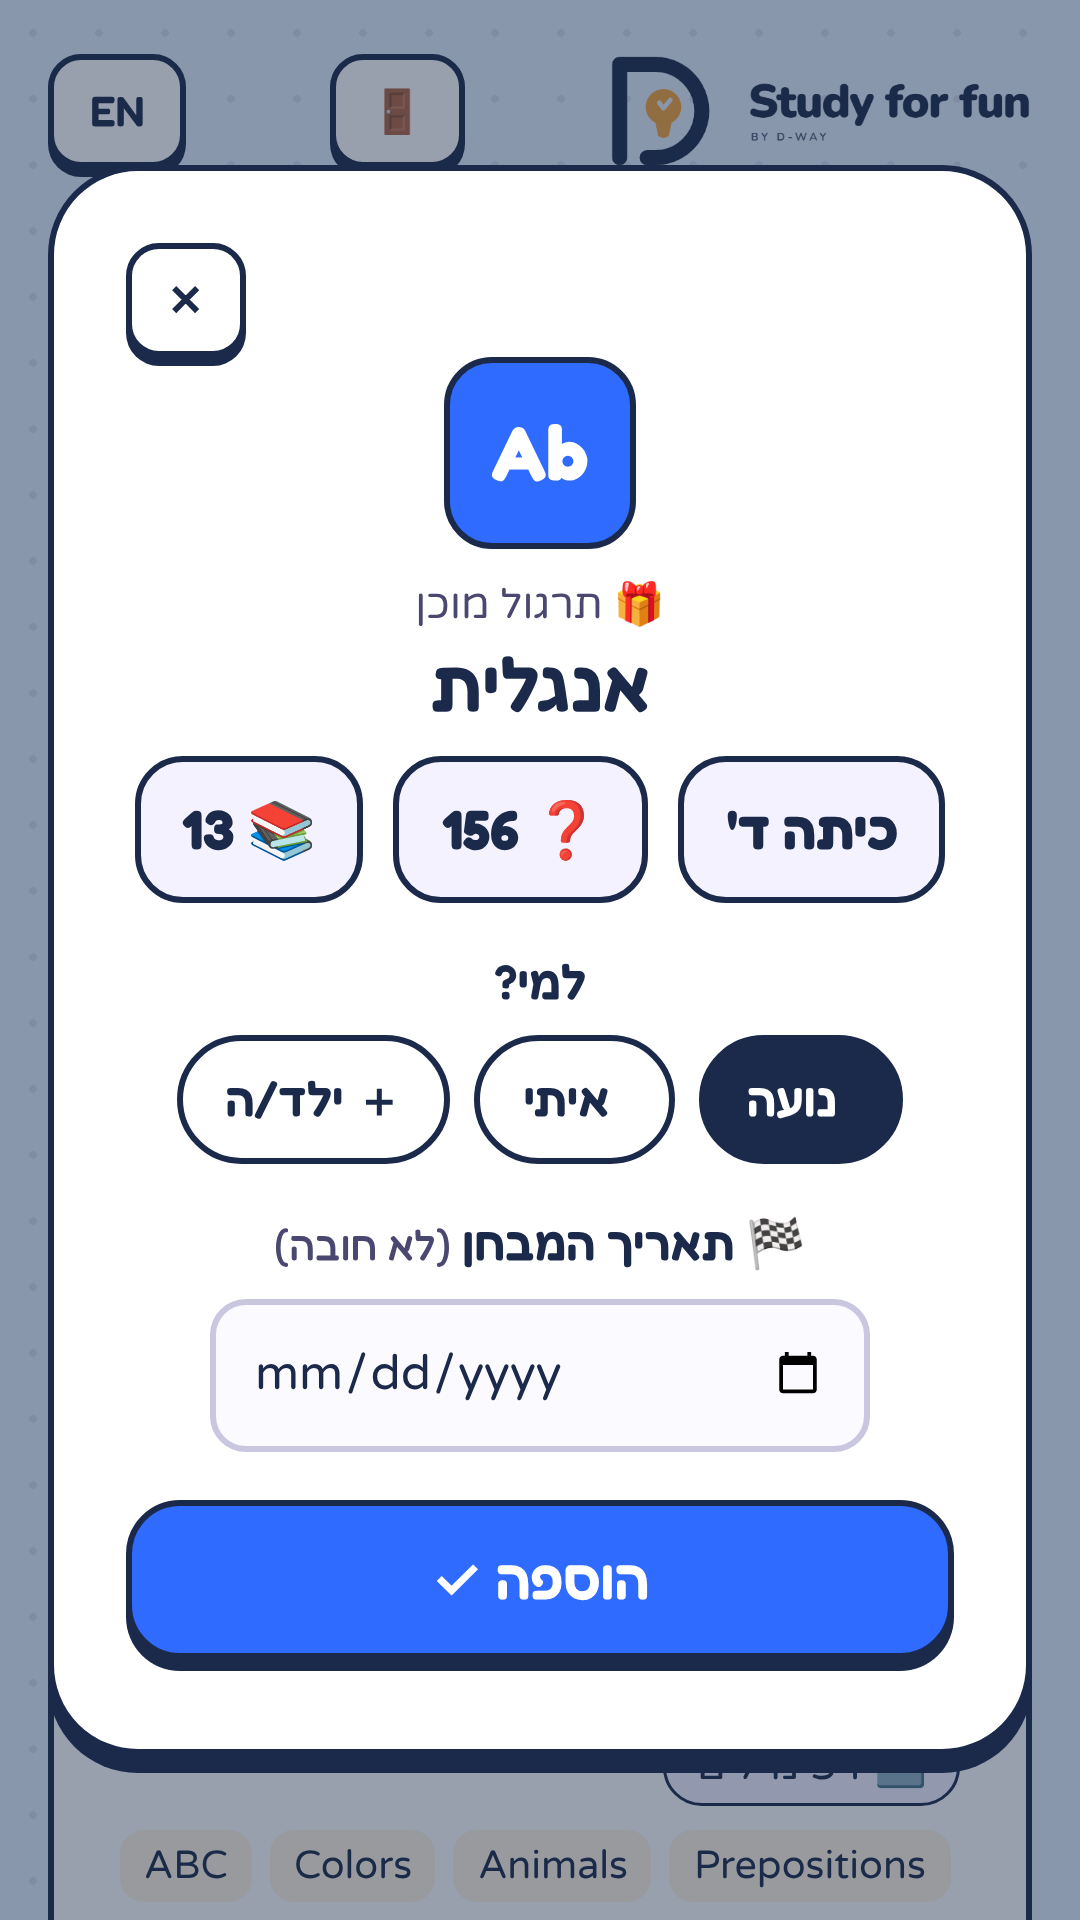 EN
Study for fun
BY D-WAY
×
Ab
🎁 תרגול מוכן
אנגלית
כיתה ד'
❓ 156
📚 13
למי?
נועה
איתי
+ ילד/ה
🏁 תאריך המבחן (לא חובה)
mm/dd/yyyy
הוספה ✓
ABC Colors Animals Prepositions